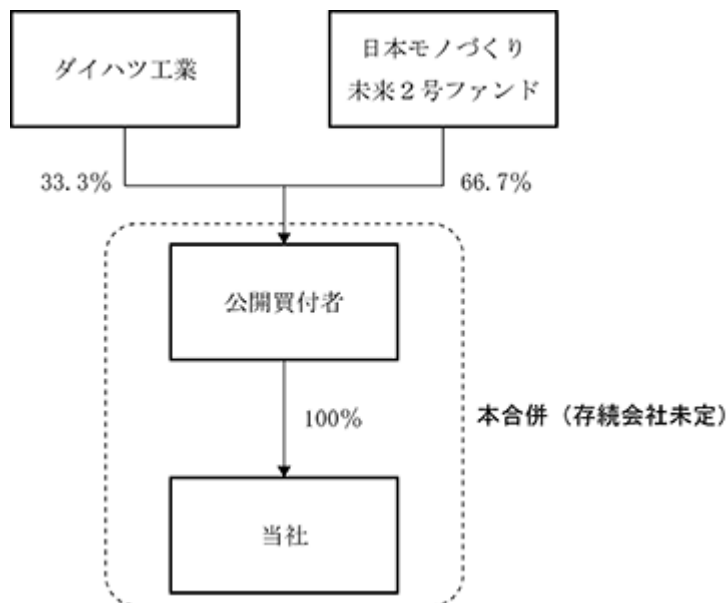 ダイハツ工業
日本モノづくり
未来２号ファンド
33.3%
66.7%
公開買付者
100%
本合併（存続会社未定）
当社